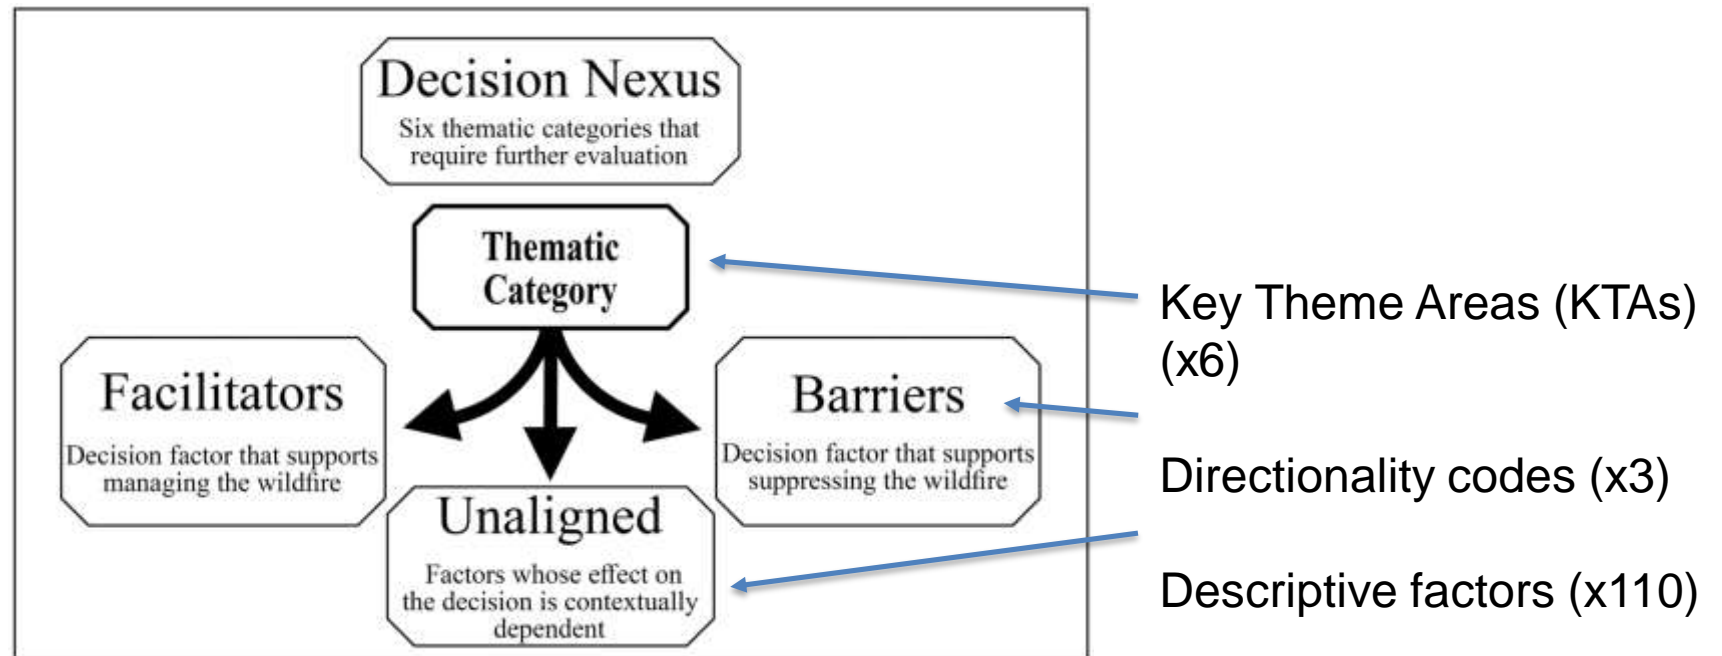 Decision Nexus
Six thematic categories that
require further evaluation
Thematic
Category
Facilitators
Decision factor that supports
managing the wildfire
Unaligned
Factors whose effect on
the decision is contextually
dependent
Barriers
Decision factor that supports
suppressing the wildfire
Key Theme Areas (KTAs)
(x6)
Directionality codes (x3)
Descriptive factors (x110)